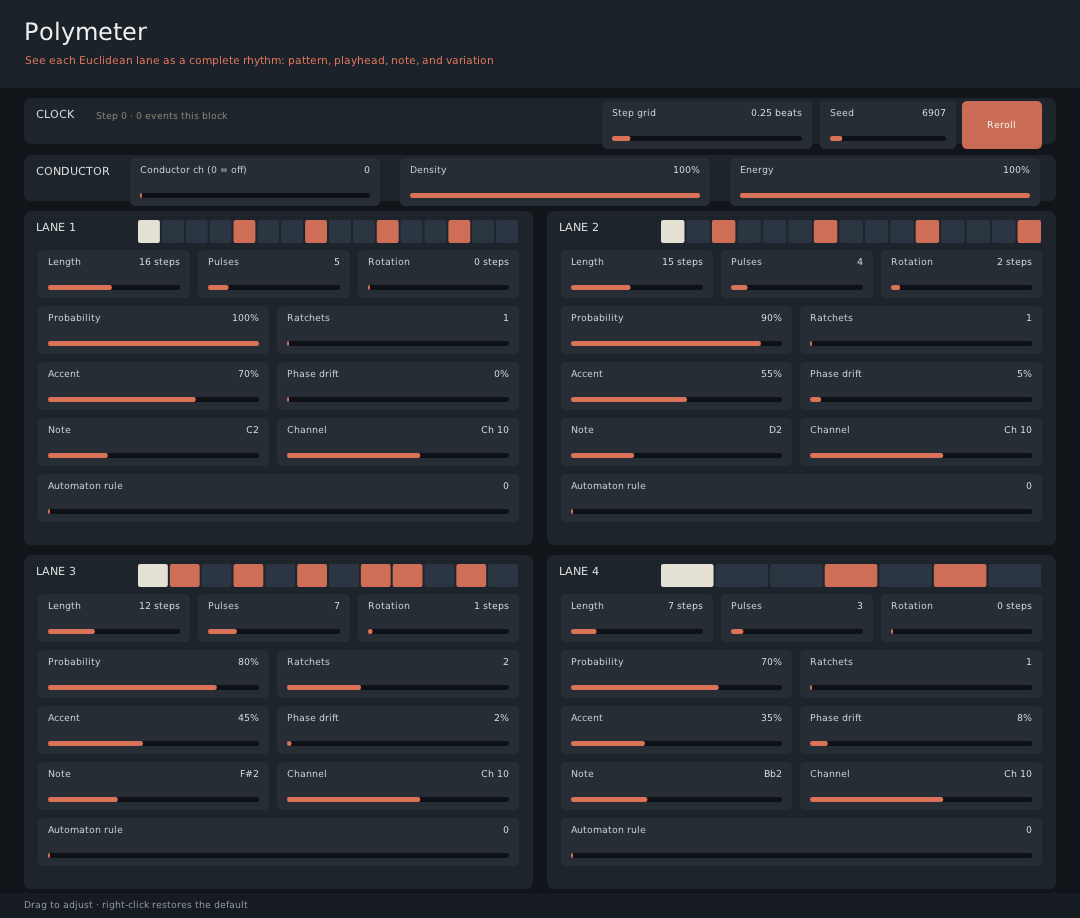 Polymeter
See each Euclidean lane as a complete rhythm: pattern, playhead, note, and variation
CLOCK Step 0 · 0 events this block Step grid 0.25 beats Seed 6907 Reroll
CONDUCTOR Conductor ch (0 = off) 0 Density 100% Energy 100%
LANE 1
Length 16 steps Pulses 5 Rotation 0 steps
Probability 100% Ratchets 1
Accent 70% Phase drift 0%
Note C2 Channel Ch 10
Automaton rule 0
LANE 2
Length 15 steps Pulses 4 Rotation 2 steps
Probability 90% Ratchets 1
Accent 55% Phase drift 5%
Note D2 Channel Ch 10
Automaton rule 0
LANE 3
Length 12 steps Pulses 7 Rotation 1 steps
Probability 80% Ratchets 2
Accent 45% Phase drift 2%
Note F#2 Channel Ch 10
Automaton rule 0
LANE 4
Length 7 steps Pulses 3 Rotation 0 steps
Probability 70% Ratchets 1
Accent 35% Phase drift 8%
Note Bb2 Channel Ch 10
Automaton rule 0
Drag to adjust · right-click restores the default